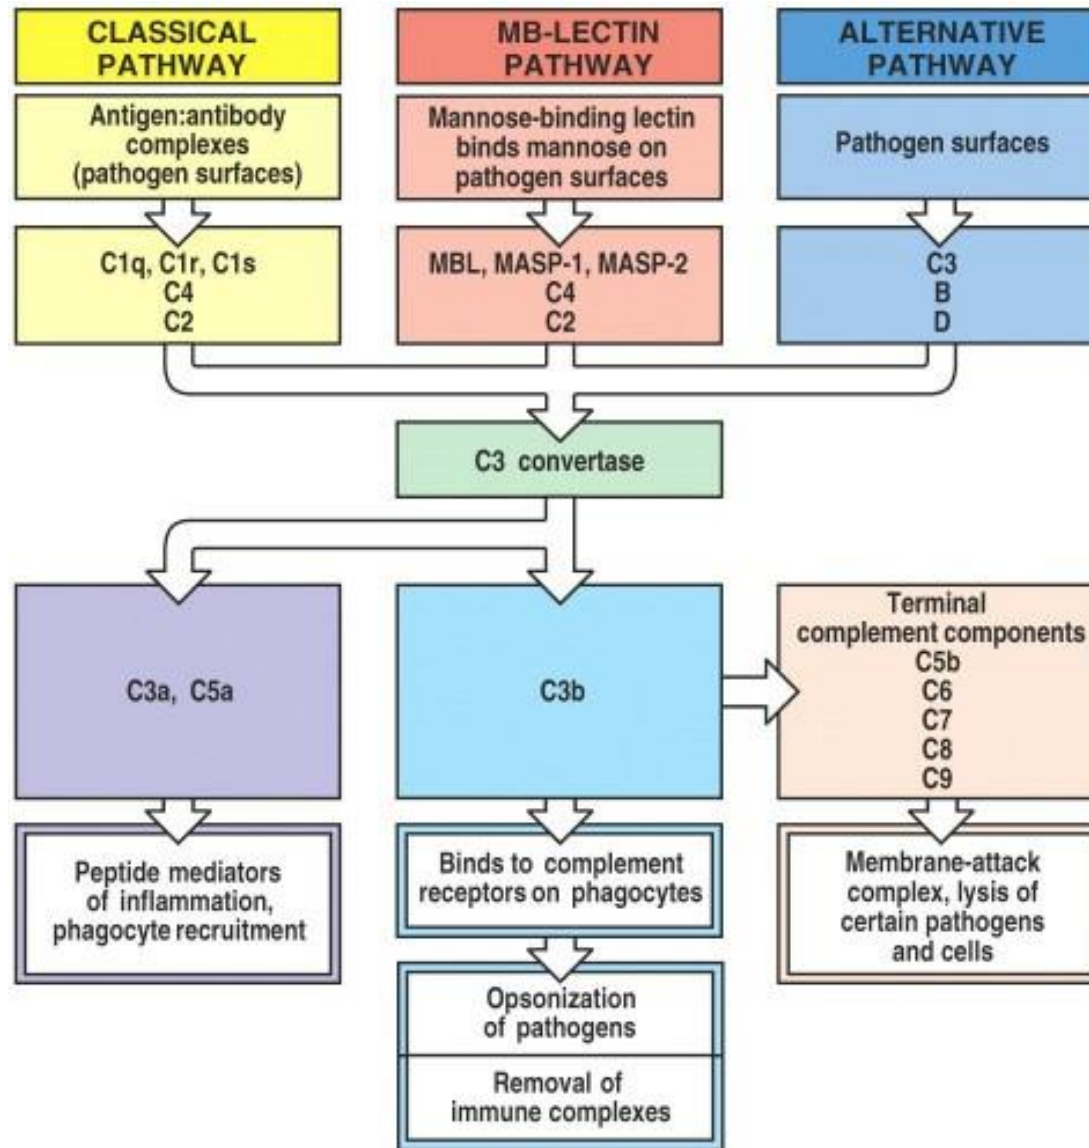 CLASSICAL
PATHWAY
MB-LECTIN
PATHWAY
ALTERNATIVE
PATHWAY
Antigen:antibody
complexes
(pathogen surfaces)
Mannose-binding lectin
binds mannose on
pathogen surfaces
Pathogen surfaces
C1q, C1r, C1s
C4
C2
MBL, MASP-1, MASP-2
C4
C2
C3
B
D
C3 convertase
C3a, C5a
C3b
Terminal
complement components
C5b
C6
C7
C8
C9
Peptide mediators
of inflammation,
phagocyte recruitment
Binds to complement
receptors on phagocytes
Opsonization
of pathogens
Removal of
immune complexes
Membrane-attack
complex, lysis of
certain pathogens
and cells